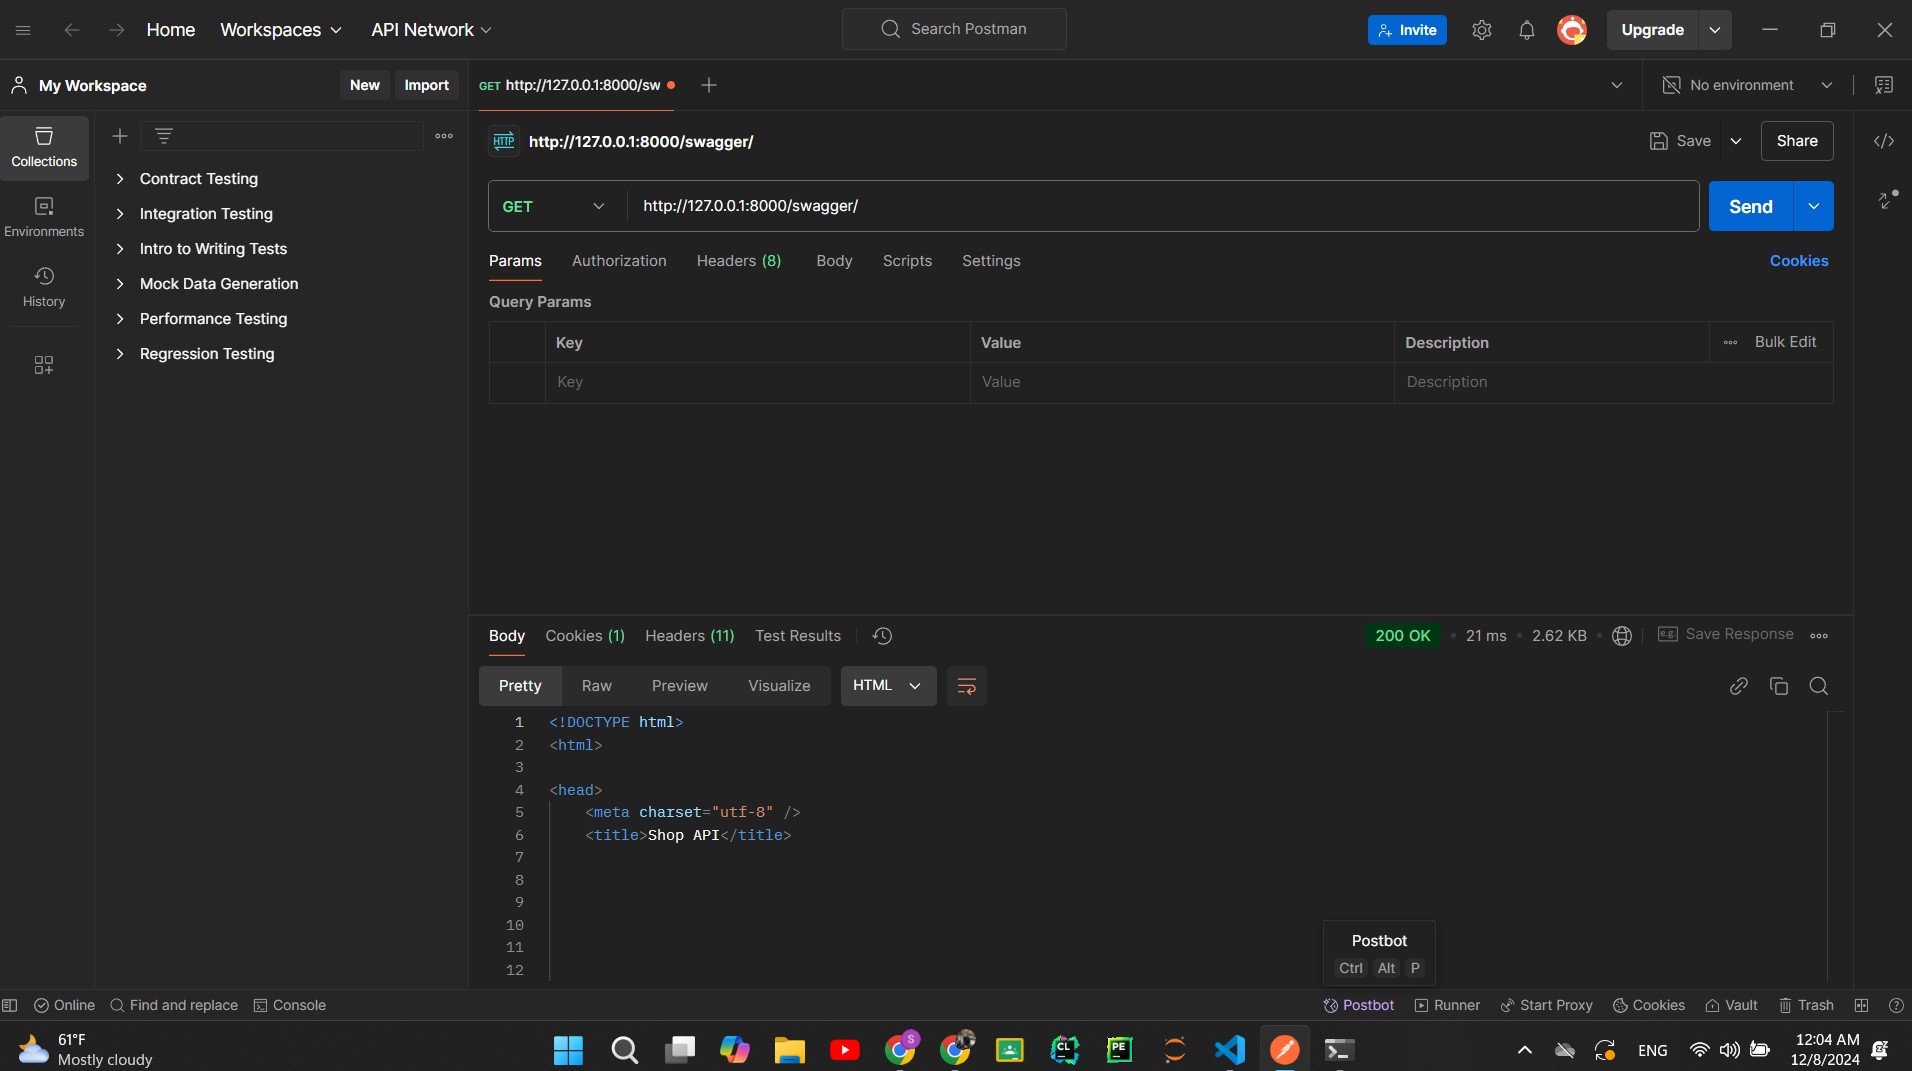 Home
Workspaces
API Network
Search Postman
Invite
Upgrade
My Workspace
New
Import
GET http://127.0.0.1:8000/sw
No environment
Collections
Environments
History
Contract Testing
Integration Testing
Intro to Writing Tests
Mock Data Generation
Performance Testing
Regression Testing
HTTP http://127.0.0.1:8000/swagger/
Save
Share
GET
http://127.0.0.1:8000/swagger/
Send
Params
Authorization
Headers (8)
Body
Scripts
Settings
Cookies
Query Params
Key
Value
Description
Bulk Edit
Key
Value
Description
Body
Cookies (1)
Headers (11)
Test Results
200 OK
21 ms
2.62 KB
e.g. Save Response
Pretty
Raw
Preview
Visualize
HTML
1 <!DOCTYPE html>
2 <html>
3
4 <head>
5 <meta charset="utf-8" />
6 <title>Shop API</title>
7
8
9
10
11
12
Postbot
Ctrl Alt P
Online
Find and replace
Console
Postbot
Runner
Start Proxy
Cookies
Vault
Trash
61°F
Mostly cloudy
S
CL
PE
ENG
12:04 AM
12/8/2024